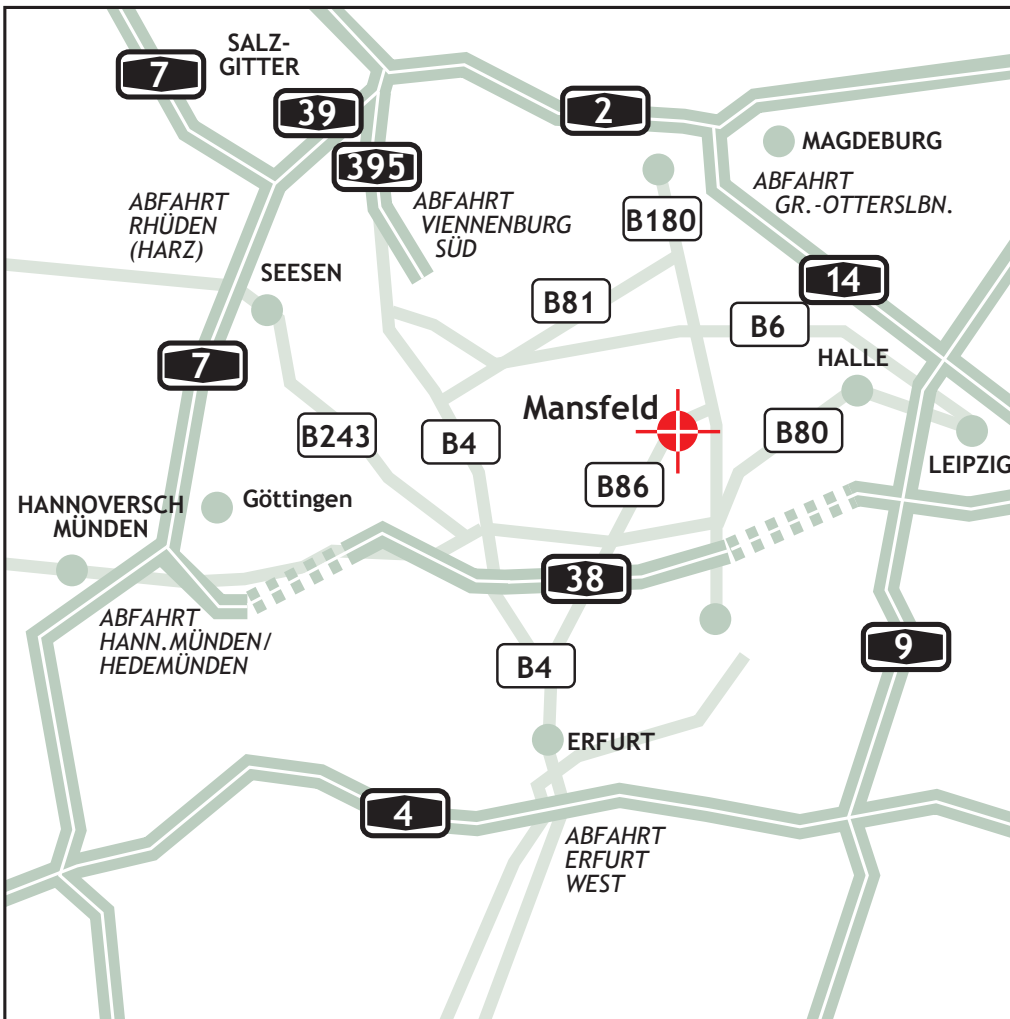 SALZ-
GITTER
7
39
2
395
MAGDEBURG
ABFAHRT
RHÜDEN
(HARZ)
ABFAHRT
VIENNENBURG
SÜD
ABFAHRT
GR.-OTTERSLBN.
B180
SEESEN
14
B81
B6
7
HALLE
Mansfeld
B243
B4
B80
LEIPZIG
B86
HANNOVERSCH
MÜNDEN
Göttingen
38
ABFAHRT
HANN.MÜNDEN/
HEDEMÜNDEN
9
B4
ERFURT
4
ABFAHRT
ERFURT
WEST